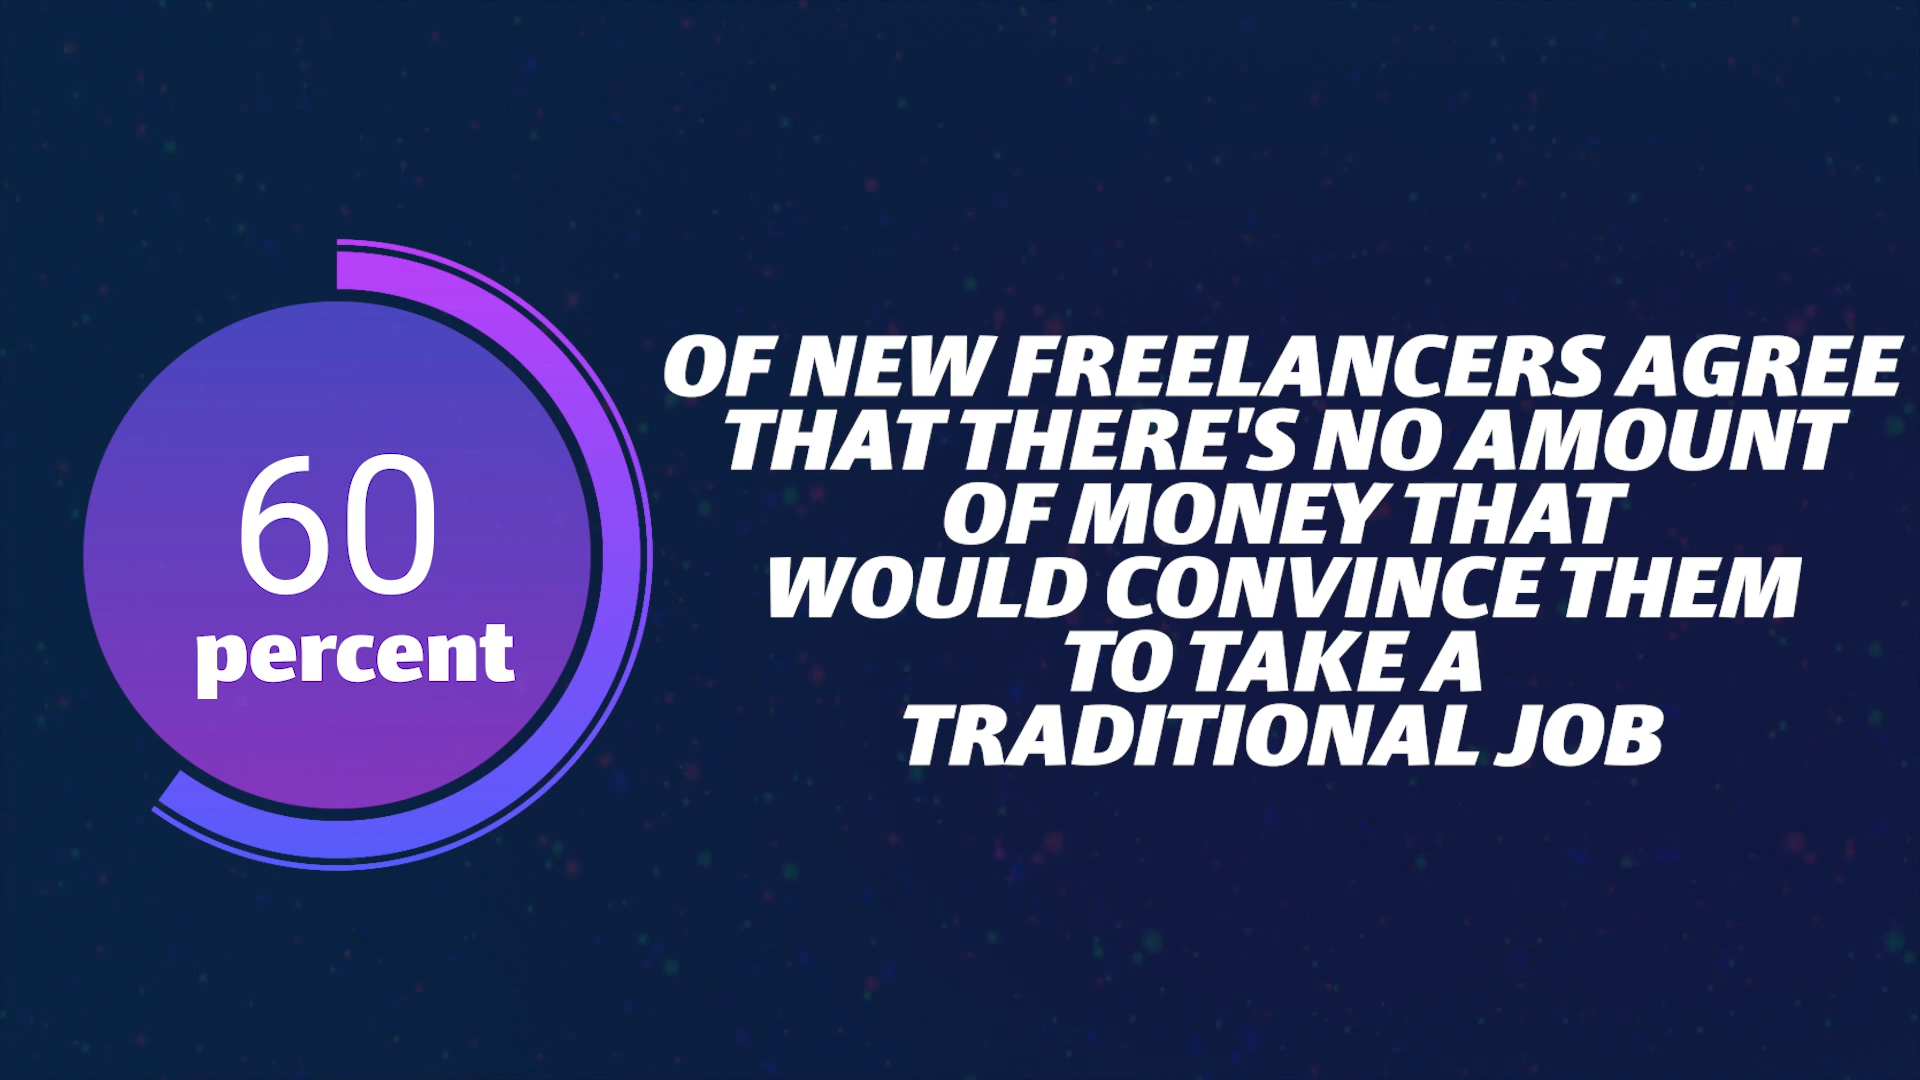 60
percent
OF NEW FREELANCERS AGREE
THAT THERE'S NO AMOUNT
OF MONEY THAT
WOULD CONVINCE THEM
TO TAKE A
TRADITIONAL JOB